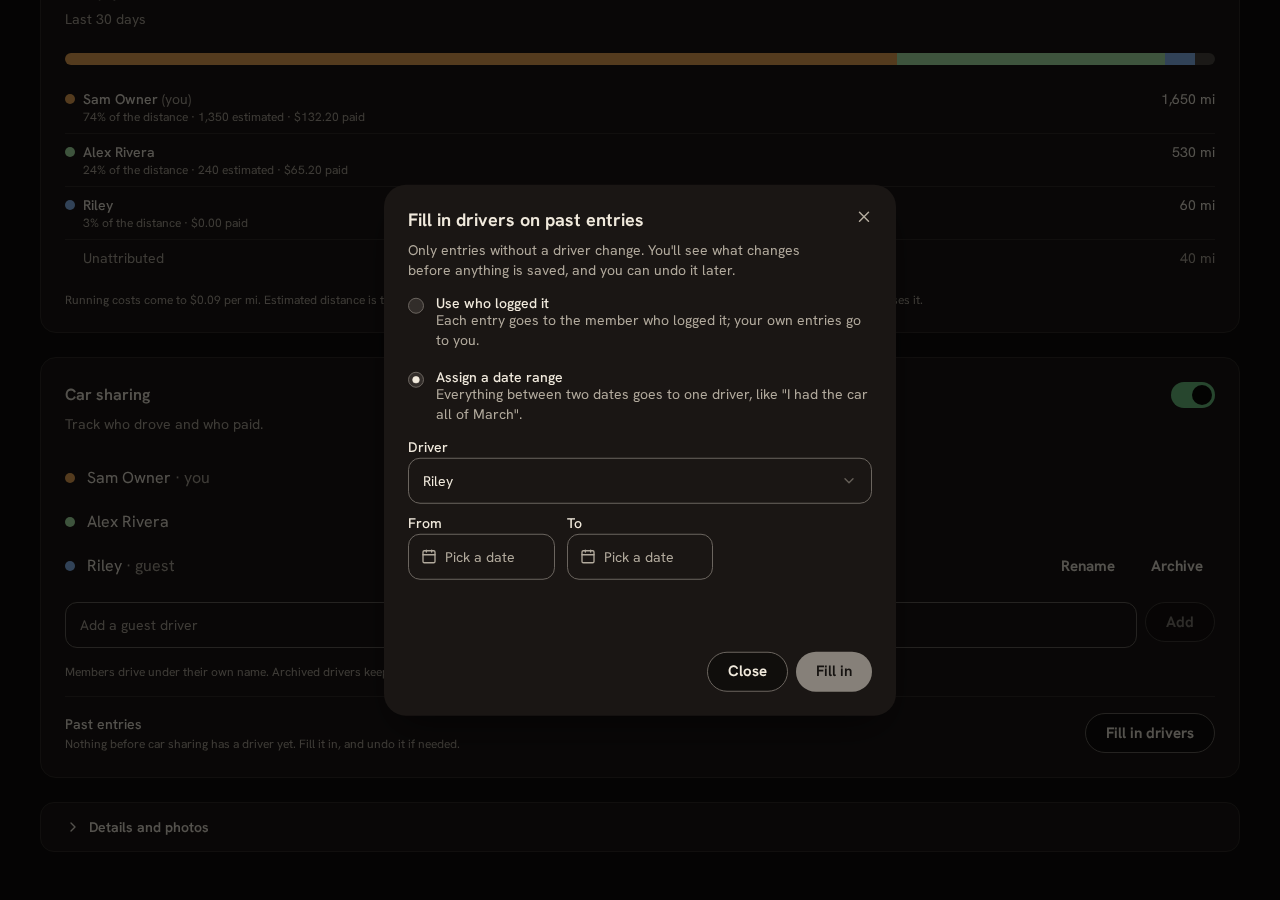 Last 30 days
Sam Owner (you)
1,650 mi
74% of the distance · 1,350 estimated · $132.20 paid
Alex Rivera
530 mi
24% of the distance · 240 estimated · $65.20 paid
Riley
60 mi
3% of the distance · $0.00 paid
Unattributed
40 mi
Running costs come to $0.09 per mi. Estimated distance is
Fill in drivers on past entries
Only entries without a driver change. You'll see what changes
before anything is saved, and you can undo it later.
Use who logged it
Each entry goes to the member who logged it; your own entries go
to you.
Assign a date range
Everything between two dates goes to one driver, like "I had the car
all of March".
Driver
Riley
From
To
Pick a date
Pick a date
Close
Fill in
Car sharing
Track who drove and who paid.
Sam Owner · you
Alex Rivera
Riley · guest
Rename
Archive
Add a guest driver
Add
Members drive under their own name. Archived drivers
Past entries
Nothing before car sharing has a driver yet. Fill it in, and undo it if needed.
Fill in drivers
Details and photos